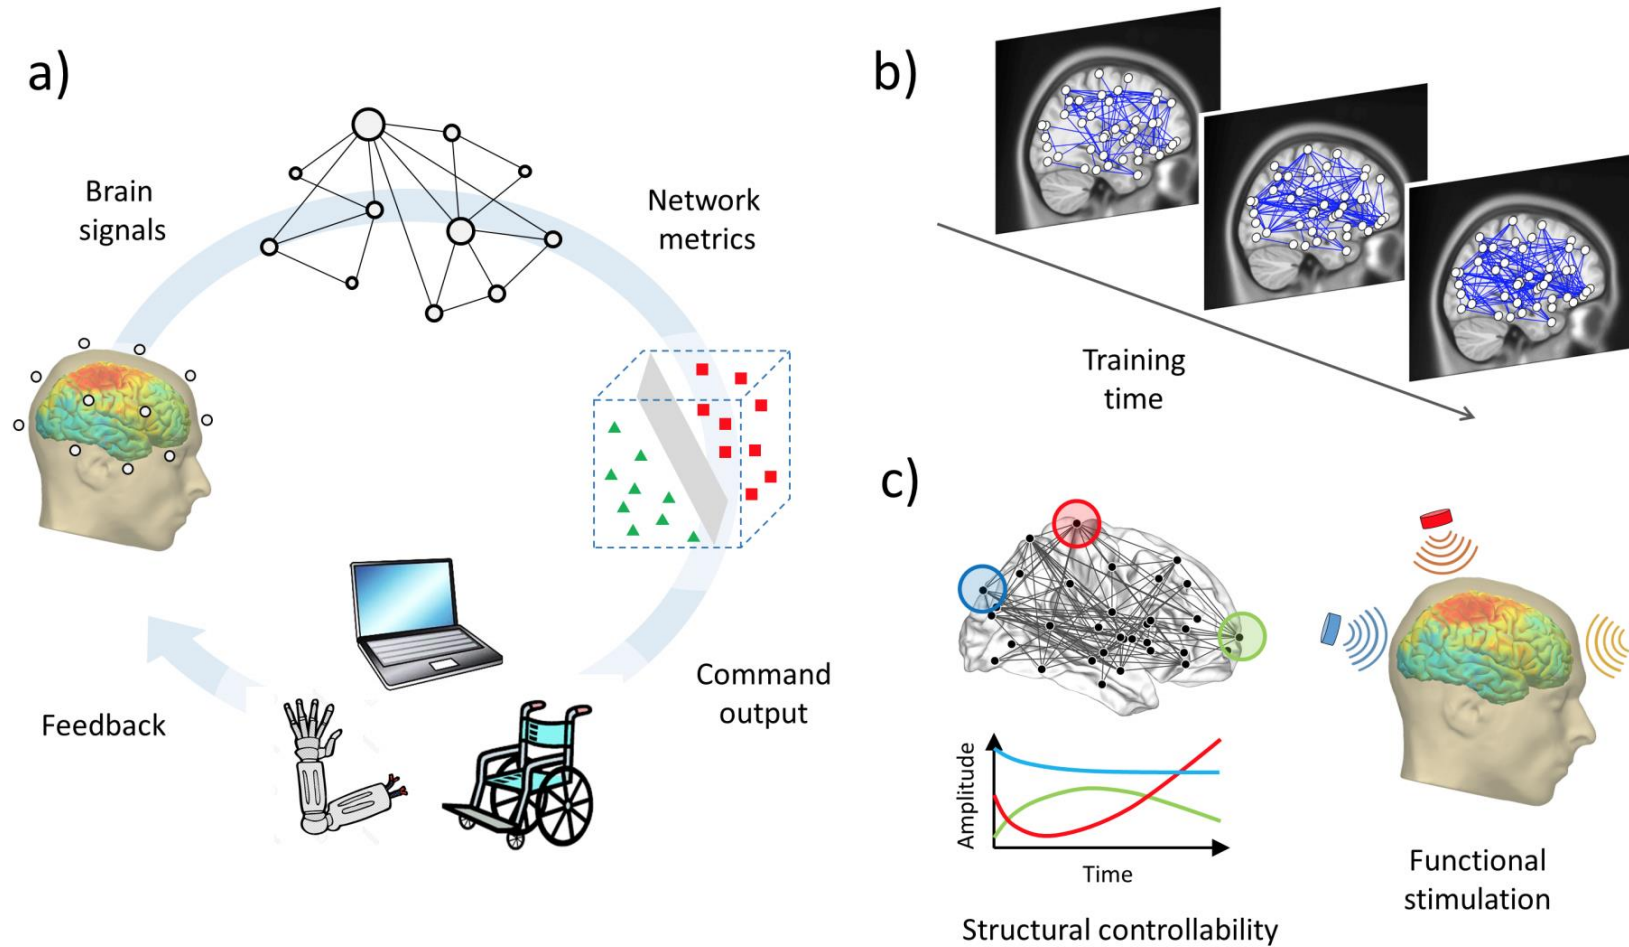 a)
Brain
signals
Network
metrics
Command
output
Feedback
b)
Training
time
c)
Amplitude
Time
Structural controllability
Functional
stimulation